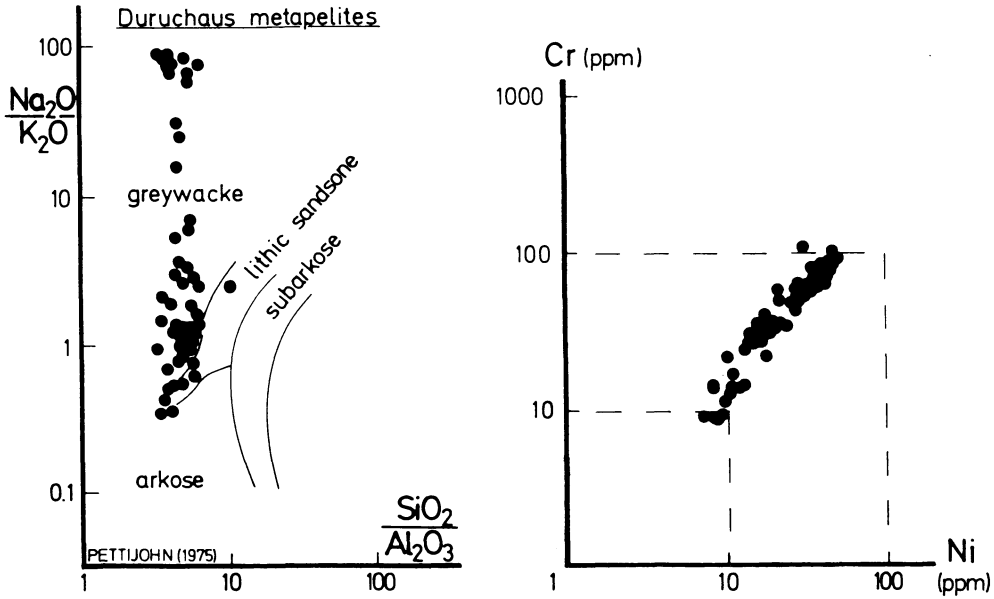 Duruchaus metapelites
100
Na₂O
K₂O
10
1
0.1
greywacke
lithic sandsone
subarkose
arkose
SiO₂
Al₂O₃
PETTIJOHN (1975)
1
10
100
Cr (ppm)
1000
100
10
1
10
100
Ni
(ppm)